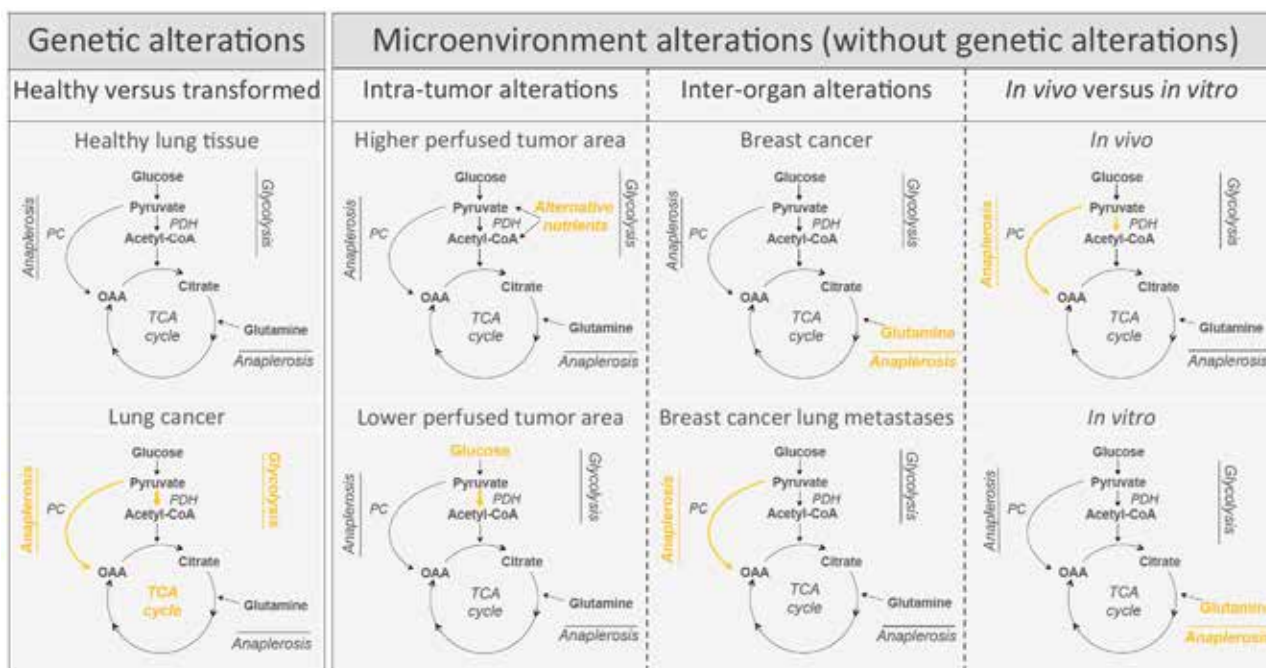 Genetic alterations
Microenvironment alterations (without genetic alterations)
Healthy versus transformed
Intra-tumor alterations
Inter-organ alterations
In vivo versus in vitro
Healthy lung tissue
Glucose
Glycolysis
Anaplerosis
Pyruvate
PC
PDH
Acetyl-CoA
OAA
Citrate
TCA
cycle
Glutamine
Anaplerosis
Higher perfused tumor area
Glucose
Glycolysis
Anaplerosis
Pyruvate
Alternative
nutrients
PC
PDH
Acetyl-CoA
OAA
Citrate
TCA
cycle
Glutamine
Anaplerosis
Breast cancer
Glucose
Glycolysis
Anaplerosis
Pyruvate
PC
PDH
Acetyl-CoA
OAA
Citrate
TCA
cycle
Glutamine
Anaplerosis
In vivo
Glucose
Glycolysis
Anaplerosis
Pyruvate
PC
PDH
Acetyl-CoA
OAA
Citrate
TCA
cycle
Glutamine
Anaplerosis
Lung cancer
Glucose
Glycolysis
Anaplerosis
Pyruvate
PC
PDH
Acetyl-CoA
OAA
Citrate
TCA
cycle
Glutamine
Anaplerosis
Lower perfused tumor area
Glucose
Glycolysis
Anaplerosis
Pyruvate
PC
PDH
Acetyl-CoA
OAA
Citrate
TCA
cycle
Glutamine
Anaplerosis
Breast cancer lung metastases
Glucose
Glycolysis
Anaplerosis
Pyruvate
PC
PDH
Acetyl-CoA
OAA
Citrate
TCA
cycle
Glutamine
Anaplerosis
In vitro
Glucose
Glycolysis
Anaplerosis
Pyruvate
PC
PDH
Acetyl-CoA
OAA
Citrate
TCA
cycle
Glutamine
Anaplerosis